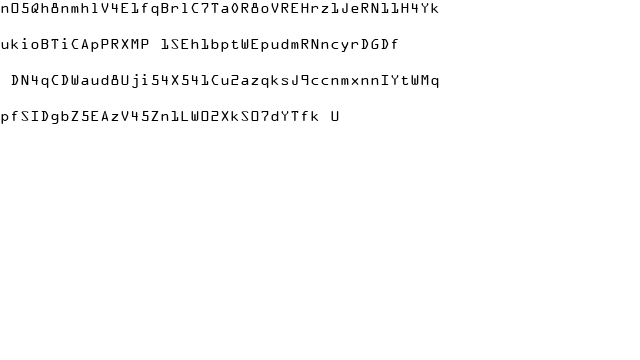 nO5Qh8nmhlV4E1fqBrlC7Ta0R8oVREHrz1JeRN11H4Yk
ukioBTiCApPRXMP 1SEh1bptWEpudmRNncyrDGDf
DN4qCDWaud8Uji54X541Cu2azqksJ9ccnmxnnIYtWMq
pfSIDgbZ5EAzV45Zn1LWO2XkSO7dYTfk U